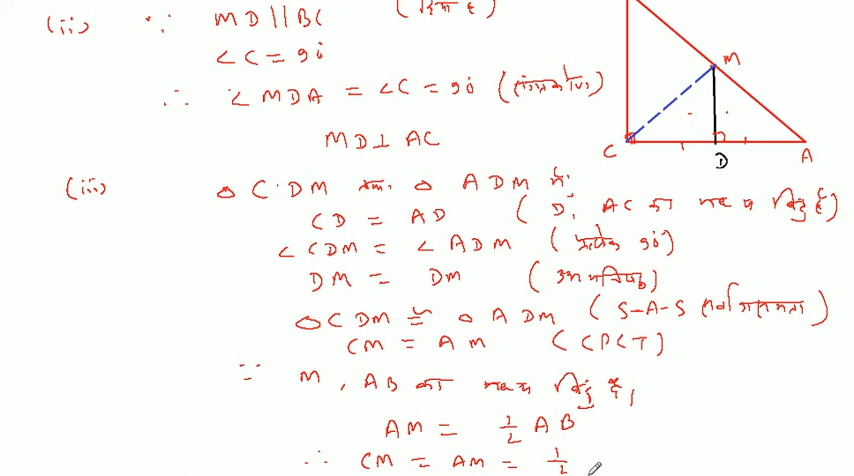 (ii) ∵ MD || BC (दिया है)
∠C = 90°
∴ ∠MDA = ∠C = 90° (संगत कोण)
MD ⊥ AC
M
C
D
A
(iii) △CDM तथा △ADM में
CD = AD (D, AC का मध्य बिंदु है)
∠CDM = ∠ADM (प्रत्येक 90°)
DM = DM (उभयनिष्ठ)
△CDM ≅ △ADM (S-A-S सर्वांगसमता)
CM = AM (CPCT)
∵ M, AB का मध्य बिंदु है,
AM = 1/2 AB
∴ CM = AM = 1/2